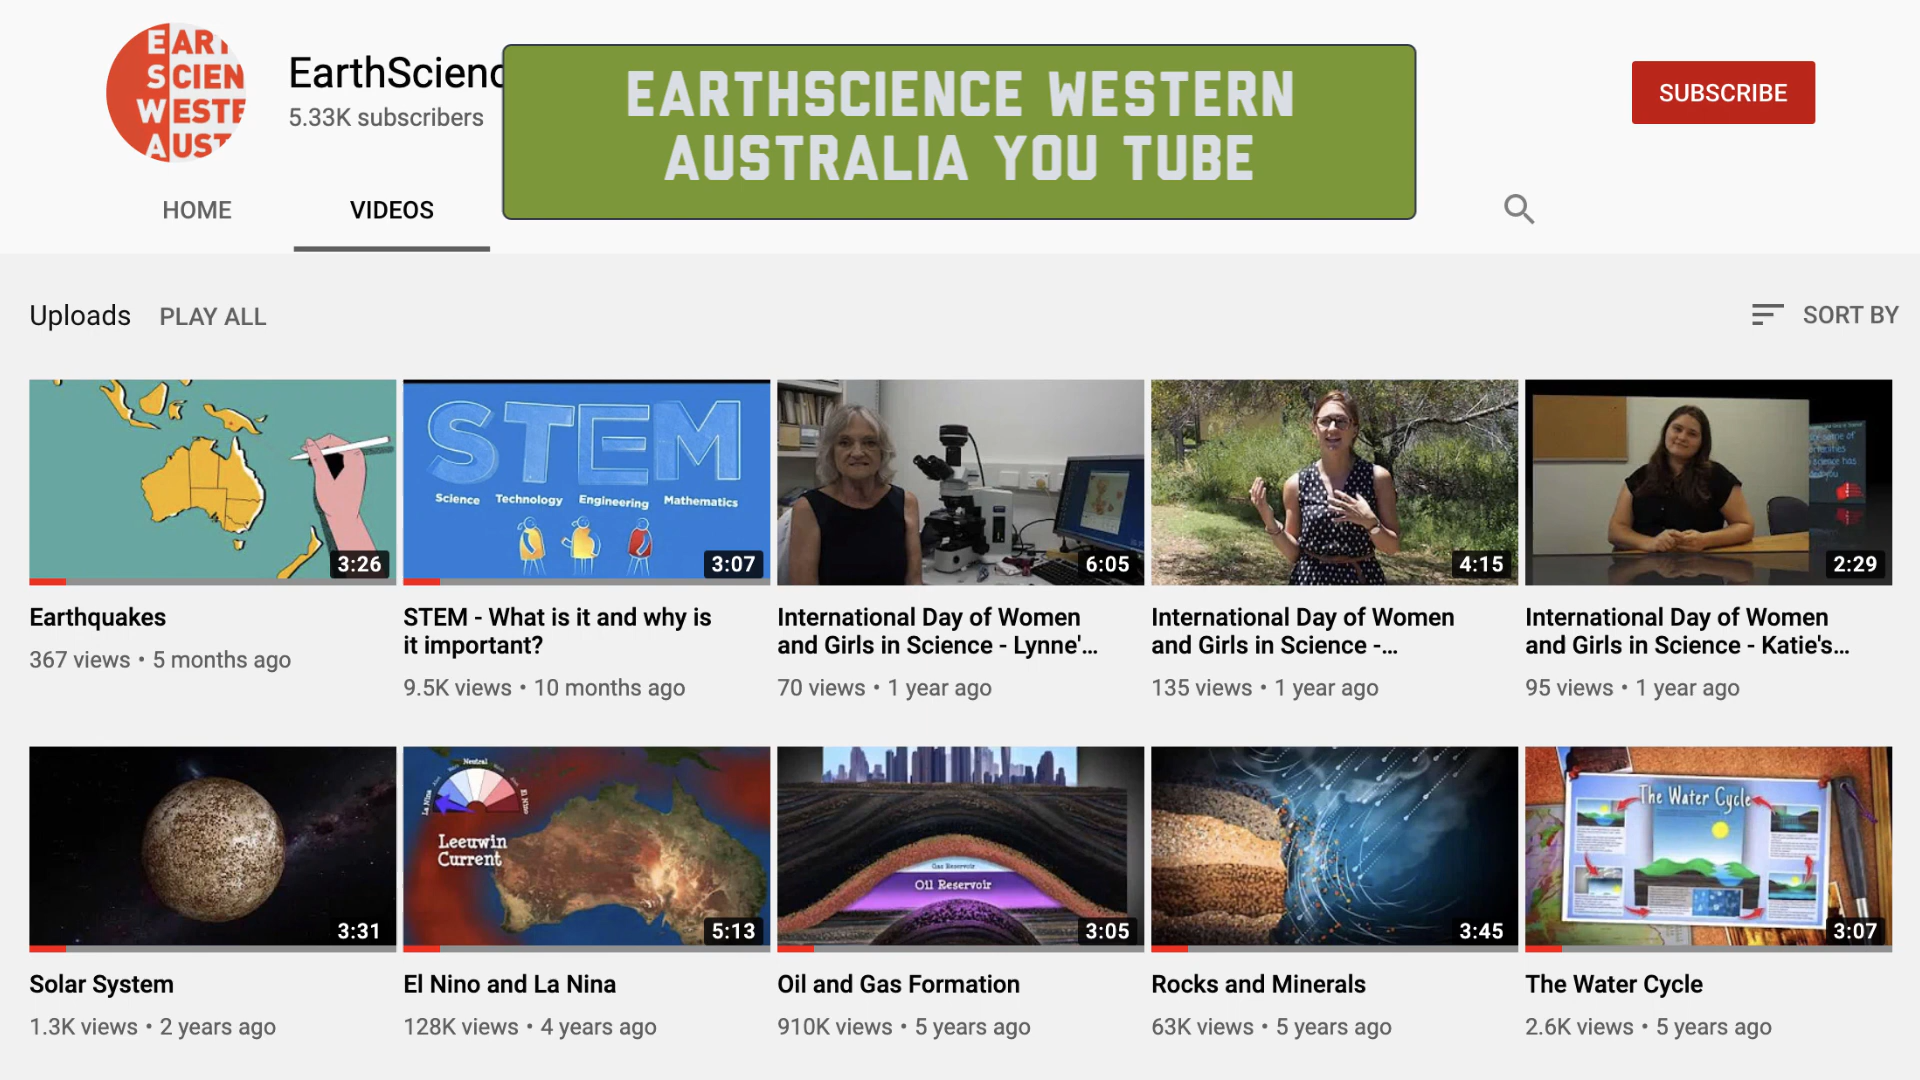 EART
SCIEN
WESTE
AUST
EarthScienc
5.33K subscribers
EARTHSCIENCE WESTERN
AUSTRALIA YOU TUBE
SUBSCRIBE
HOME
VIDEOS
Uploads
PLAY ALL
SORT BY
STEM
Science Technology Engineering Mathematics
3:26
3:07
6:05
4:15
2:29
Earthquakes
367 views • 5 months ago
STEM - What is it and why is
it important?
9.5K views • 10 months ago
International Day of Women
and Girls in Science - Lynne'...
70 views • 1 year ago
International Day of Women
and Girls in Science -...
135 views • 1 year ago
International Day of Women
and Girls in Science - Katie's...
95 views • 1 year ago
Neutral
La Nina
El Nino
Leeuwin
Current
Gas Reservoir
Oil Reservoir
The Water Cycle
3:31
5:13
3:05
3:45
3:07
Solar System
1.3K views • 2 years ago
El Nino and La Nina
128K views • 4 years ago
Oil and Gas Formation
910K views • 5 years ago
Rocks and Minerals
63K views • 5 years ago
The Water Cycle
2.6K views • 5 years ago